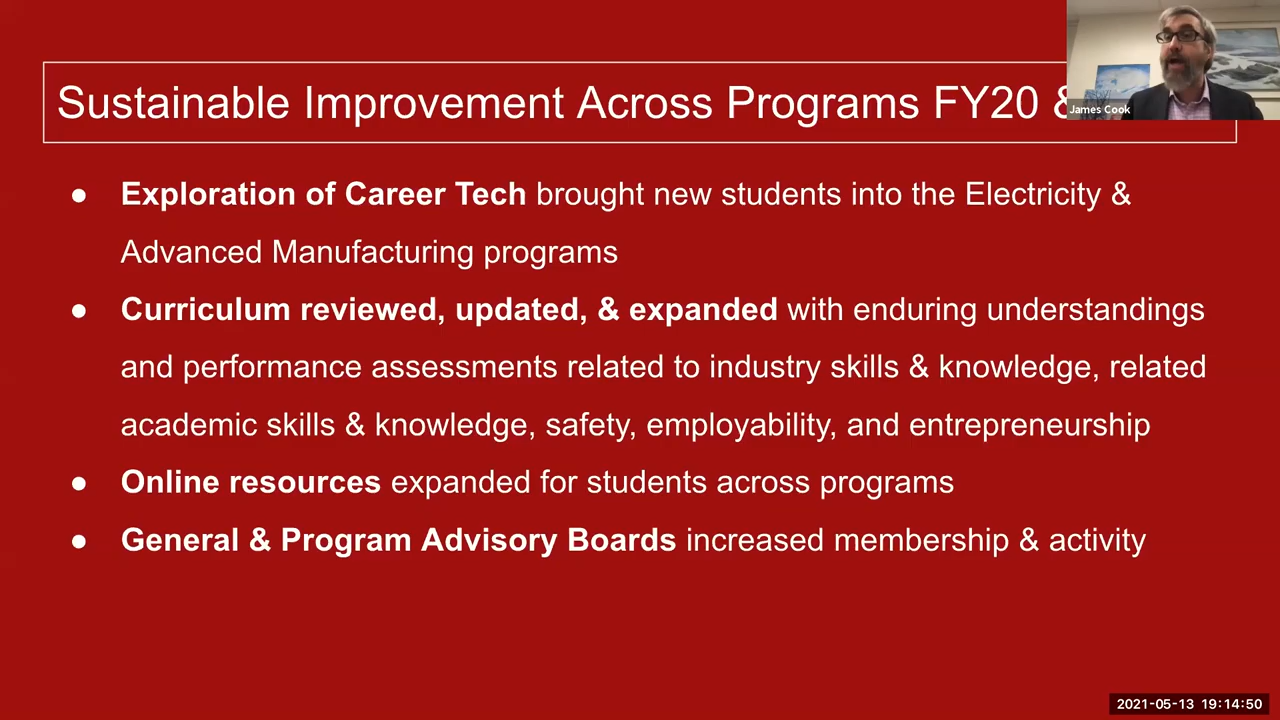 Sustainable Improvement Across Programs FY20 &
James Cook
● Exploration of Career Tech brought new students into the Electricity &
Advanced Manufacturing programs
● Curriculum reviewed, updated, & expanded with enduring understandings
and performance assessments related to industry skills & knowledge, related
academic skills & knowledge, safety, employability, and entrepreneurship
● Online resources expanded for students across programs
● General & Program Advisory Boards increased membership & activity
2021-05-13 19:14:50